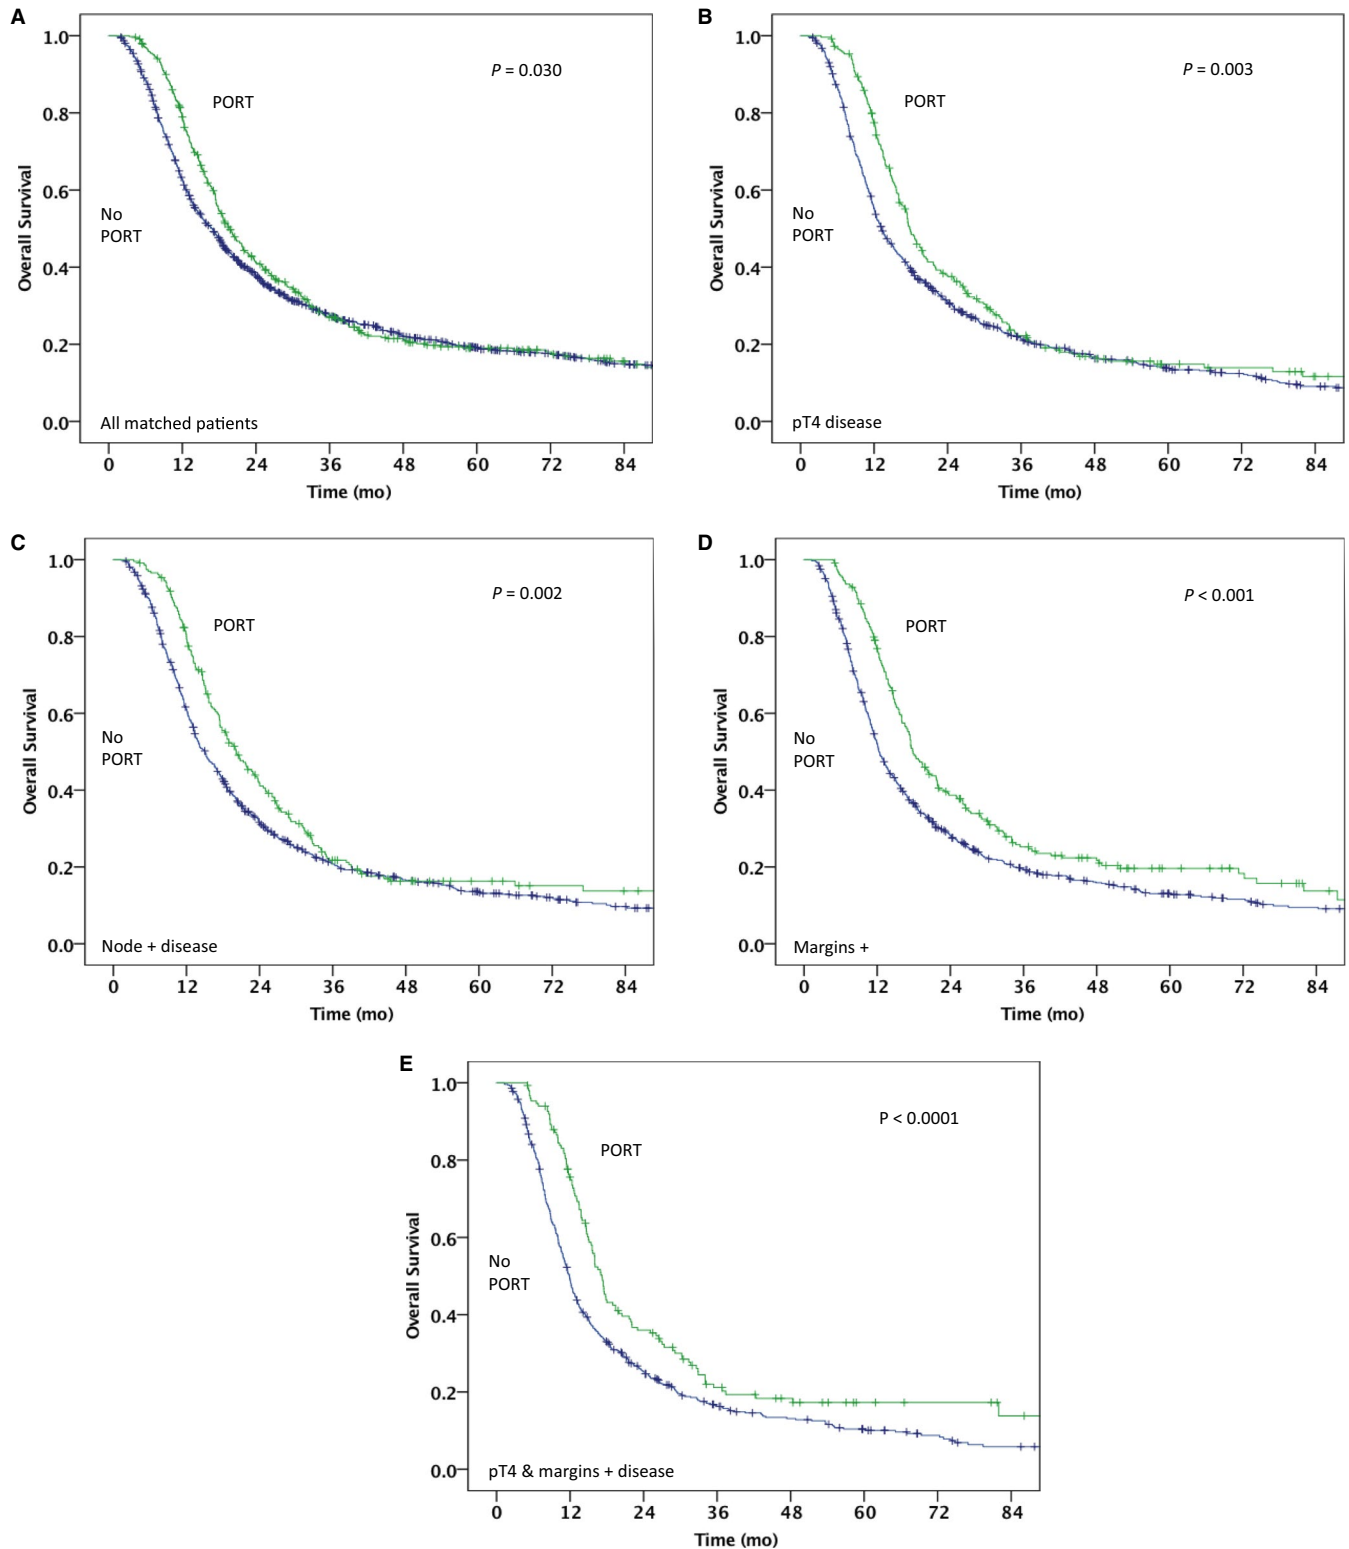 A
1.0
0.8
0.6
0.4
0.2
0.0
Overall Survival
P = 0.030
PORT
No
PORT
All matched patients
0 12 24 36 48 60 72 84
Time (mo)
B
1.0
0.8
0.6
0.4
0.2
0.0
Overall Survival
P = 0.003
PORT
No
PORT
pT4 disease
0 12 24 36 48 60 72 84
Time (mo)
C
1.0
0.8
0.6
0.4
0.2
0.0
Overall Survival
P = 0.002
PORT
No
PORT
Node + disease
0 12 24 36 48 60 72 84
Time (mo)
D
1.0
0.8
0.6
0.4
0.2
0.0
Overall Survival
P < 0.001
PORT
No
PORT
Margins +
0 12 24 36 48 60 72 84
Time (mo)
E
1.0
0.8
0.6
0.4
0.2
0.0
Overall Survival
P < 0.0001
PORT
No
PORT
pT4 & margins + disease
0 12 24 36 48 60 72 84
Time (mo)